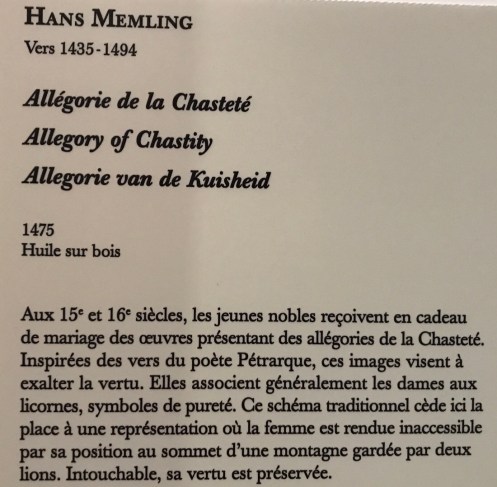 HANS MEMLING
Vers 1435-1494
Allégorie de la Chasteté
Allegory of Chastity
Allegorie van de Kuisheid
1475
Huile sur bois
Aux 15e et 16e siècles, les jeunes nobles reçoivent en cadeau
de mariage des œuvres présentant des allégories de la Chasteté.
Inspirées des vers du poète Pétrarque, ces images visent à
exalter la vertu. Elles associent généralement les dames aux
licornes, symboles de pureté. Ce schéma traditionnel cède ici la
place à une représentation où la femme est rendue inaccessible
par sa position au sommet d'une montagne gardée par deux
lions. Intouchable, sa vertu est préservée.